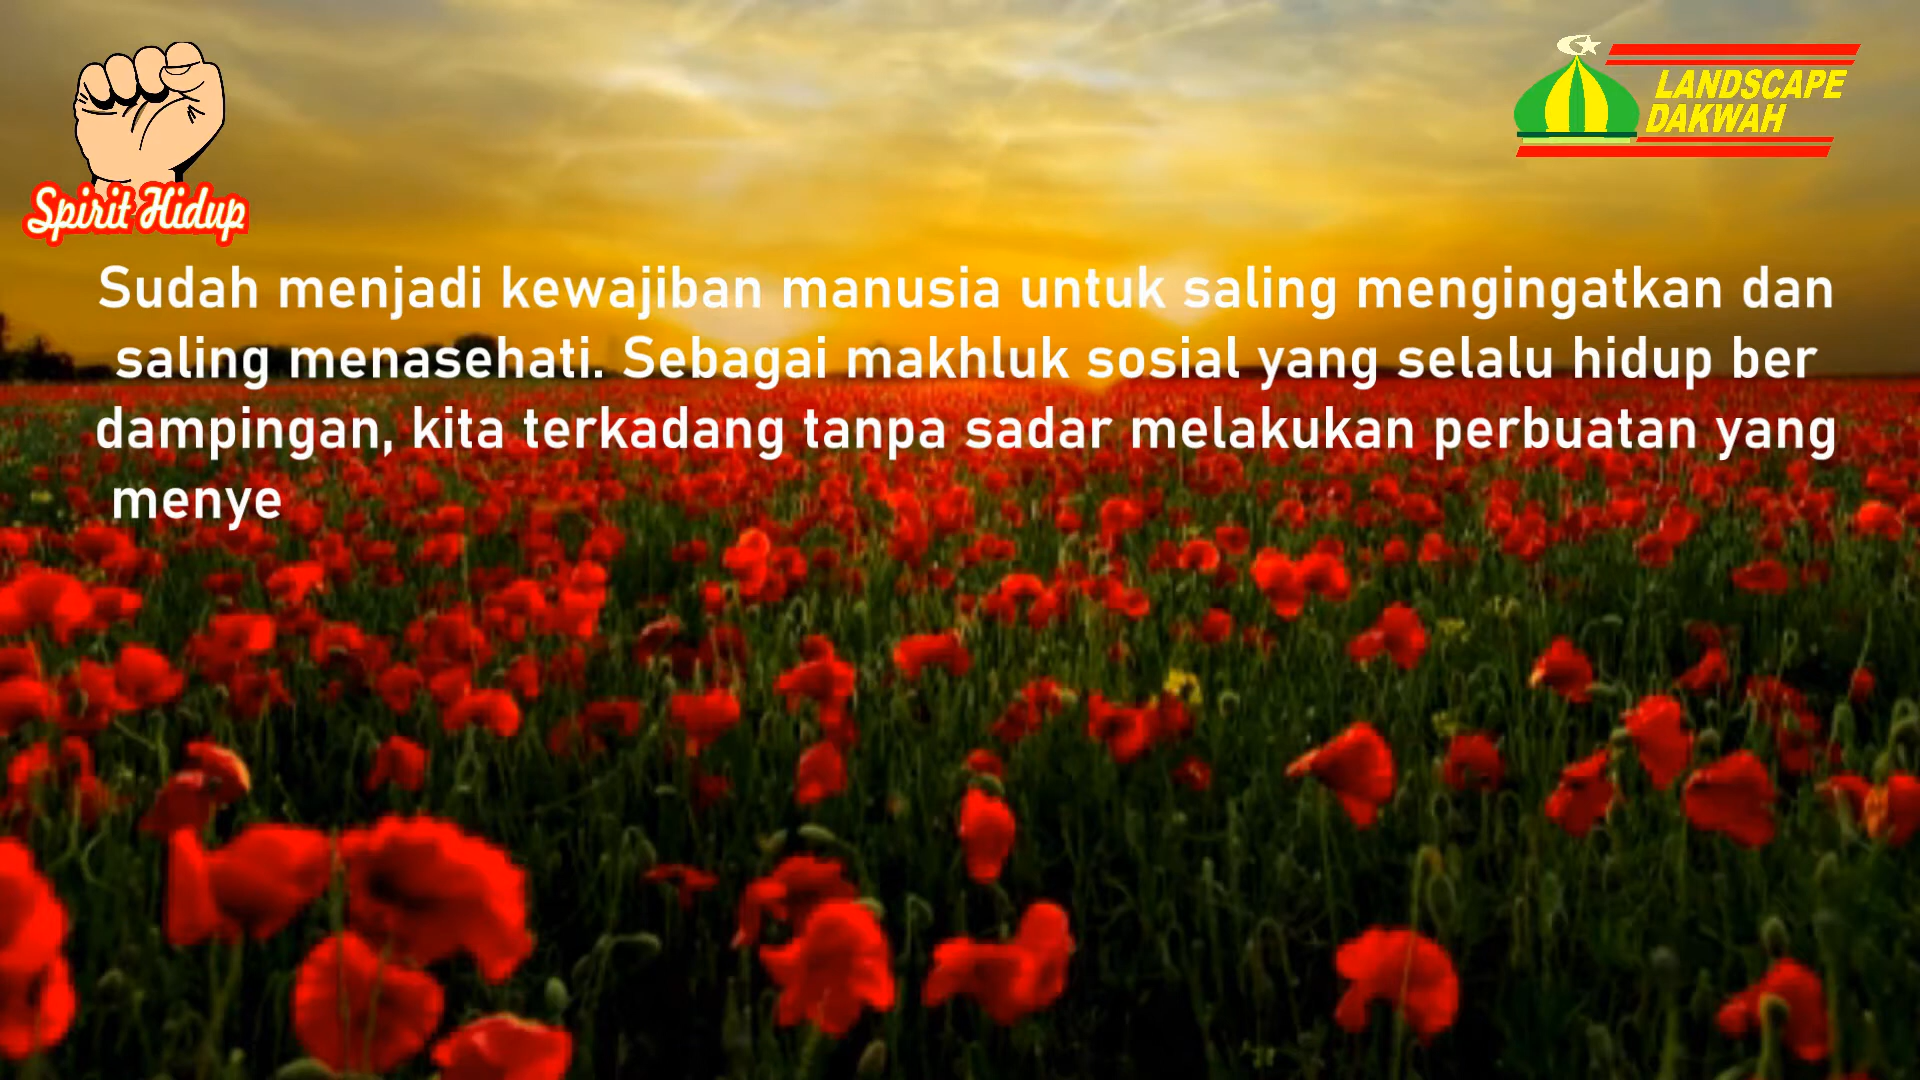 Spirit Hidup
LANDSCAPE
DAKWAH
Sudah menjadi kewajiban manusia untuk saling mengingatkan dan
saling menasehati. Sebagai makhluk sosial yang selalu hidup ber
dampingan, kita terkadang tanpa sadar melakukan perbuatan yang
menye